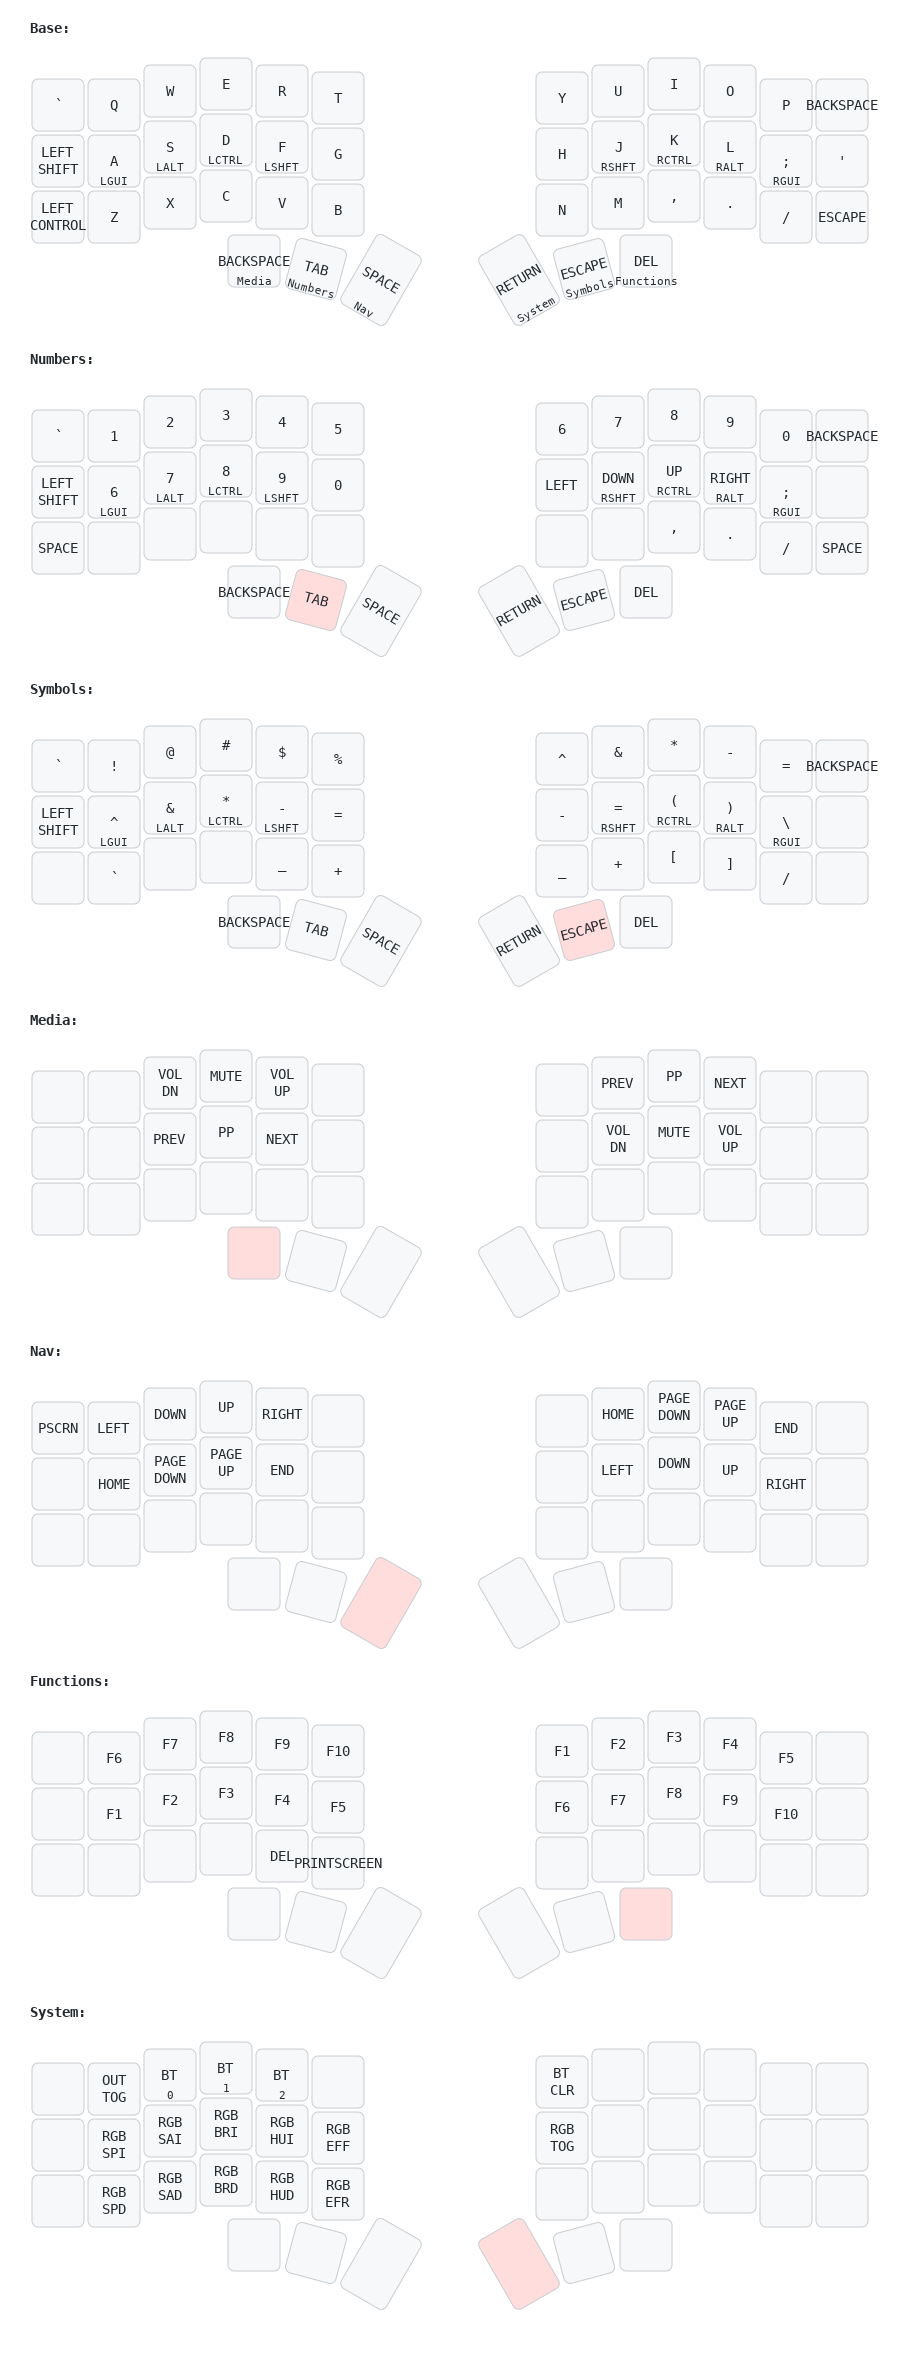 Base:
` Q W E R T Y U I O P BACKSPACE
LEFT SHIFT A LGUI S LALT D LCTRL F LSHFT G H J RSHFT K RCTRL L RALT ; RGUI '
LEFT CONTROL Z X C V B N M , . / ESCAPE
BACKSPACE Media TAB Numbers SPACE Nav RETURN System ESCAPE Symbols DEL Functions
Numbers:
` 1 2 3 4 5 6 7 8 9 0 BACKSPACE
LEFT SHIFT 6 LGUI 7 LALT 8 LCTRL 9 LSHFT 0 LEFT DOWN RSHFT UP RCTRL RIGHT RALT ; RGUI
SPACE , . / SPACE
BACKSPACE TAB SPACE RETURN ESCAPE DEL
Symbols:
` ! @ # $ % ^ & * - = BACKSPACE
LEFT SHIFT ^ LGUI & LALT * LCTRL - LSHFT = - = RSHFT ( RCTRL ) RALT \ RGUI
` _ + _ + [ ] /
BACKSPACE TAB SPACE RETURN ESCAPE DEL
Media:
VOL DN MUTE VOL UP PREV PP NEXT
PREV PP NEXT VOL DN MUTE VOL UP
Nav:
PSCRN LEFT DOWN UP RIGHT HOME PAGE DOWN PAGE UP END
HOME PAGE DOWN PAGE UP END LEFT DOWN UP RIGHT
Functions:
F6 F7 F8 F9 F10 F1 F2 F3 F4 F5
F1 F2 F3 F4 F5 F6 F7 F8 F9 F10
DEL PRINTSCREEN
System:
OUT TOG BT 0 BT 1 BT 2 BT CLR
RGB SPI RGB SAI RGB BRI RGB HUI RGB EFF RGB TOG
RGB SPD RGB SAD RGB BRD RGB HUD RGB EFR